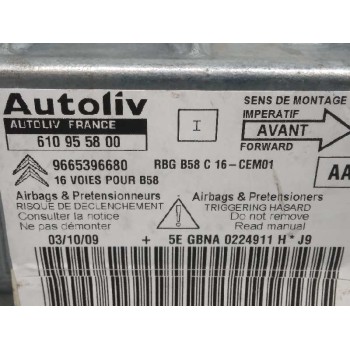 Autoliv
AUTOLIV FRANCE
610 95 58 00
I
SENS DE MONTAGE
IMPERATIF
AVANT
FORWARD
9665396680 RBG B58 C 16-CEM01
16 VOIES POUR B58
AA
Airbags & Pretensionneurs
RISQUE DE DECLENCHEMENT
Consulter la notice
Ne pas démonter
Airbags & Pretensioners
TRIGGERING HASARD
Do not remove
Read manual
03/10/09 + 5E GBNA 0224911 H * J9